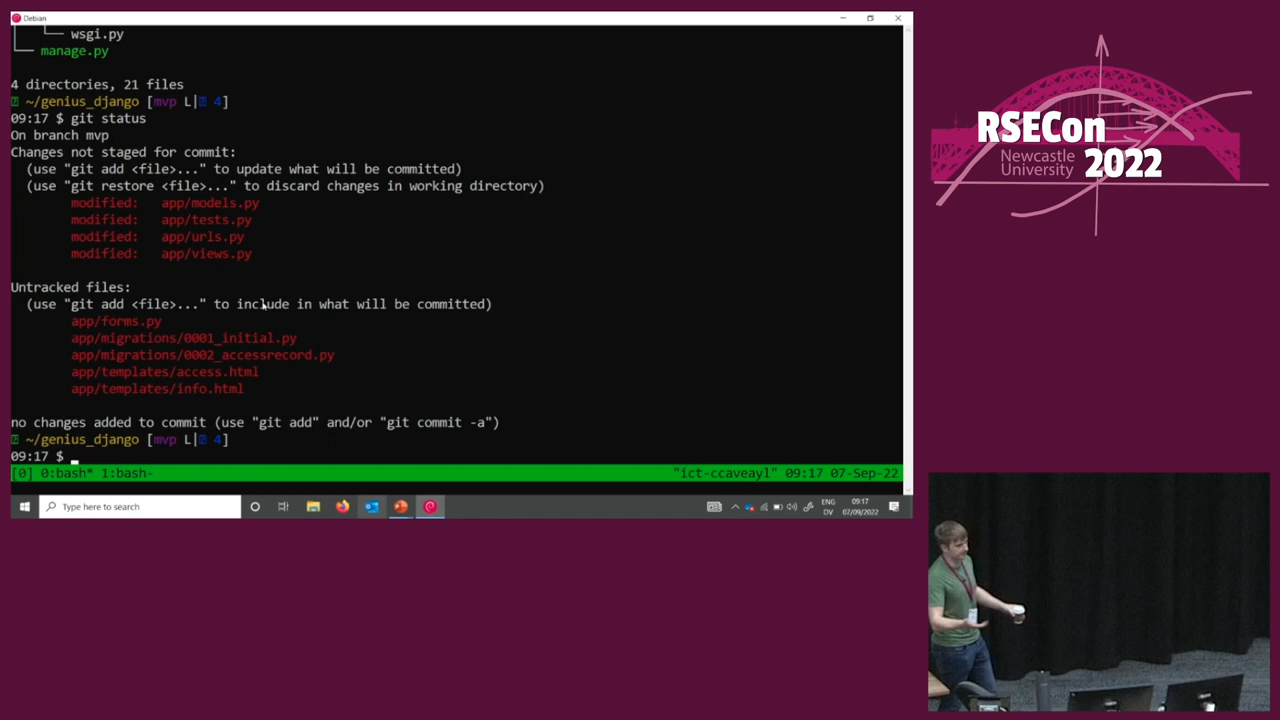 Debian
wsgi.py
manage.py
4 directories, 21 files
~/genius_django [mvp L| 4]
09:17 $ git status
On branch mvp
Changes not staged for commit:
(use "git add <file>..." to update what will be committed)
(use "git restore <file>..." to discard changes in working directory)
modified: app/models.py
modified: app/tests.py
modified: app/urls.py
modified: app/views.py
Untracked files:
(use "git add <file>..." to include in what will be committed)
app/forms.py
app/migrations/0001_initial.py
app/migrations/0002_accessrecord.py
app/templates/access.html
app/templates/info.html
no changes added to commit (use "git add" and/or "git commit -a")
~/genius_django [mvp L| 4]
09:17 $
[0] 0:bash* 1:bash- "ict-ccaveayl" 09:17 07-Sep-22
Type here to search
ENG
DV
09:17
07/09/2022
RSECon
Newcastle
University
2022